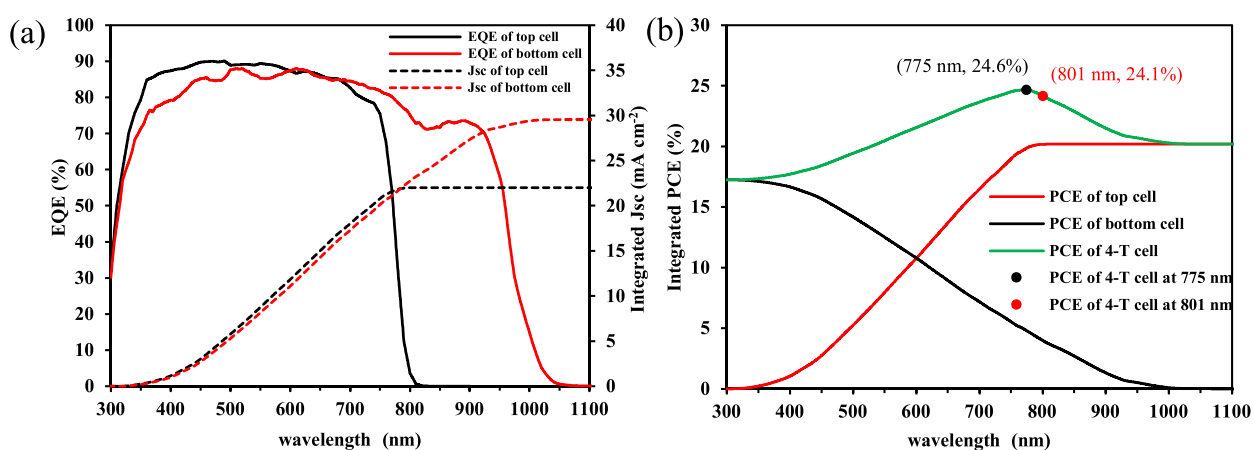 (a)
100
90
80
70
60
50
40
30
20
10
0
EQE (%)
300 400 500 600 700 800 900 1000 1100
wavelength (nm)
40
35
30
25
20
15
10
5
0
Integrated Jsc (mA cm⁻²)
EQE of top cell
EQE of bottom cell
Jsc of top cell
Jsc of bottom cell
(b)
30
25
20
15
10
5
0
Integrated PCE (%)
300 400 500 600 700 800 900 1000 1100
wavelength (nm)
(775 nm, 24.6%)
(801 nm, 24.1%)
PCE of top cell
PCE of bottom cell
PCE of 4-T cell
PCE of 4-T cell at 775 nm
PCE of 4-T cell at 801 nm